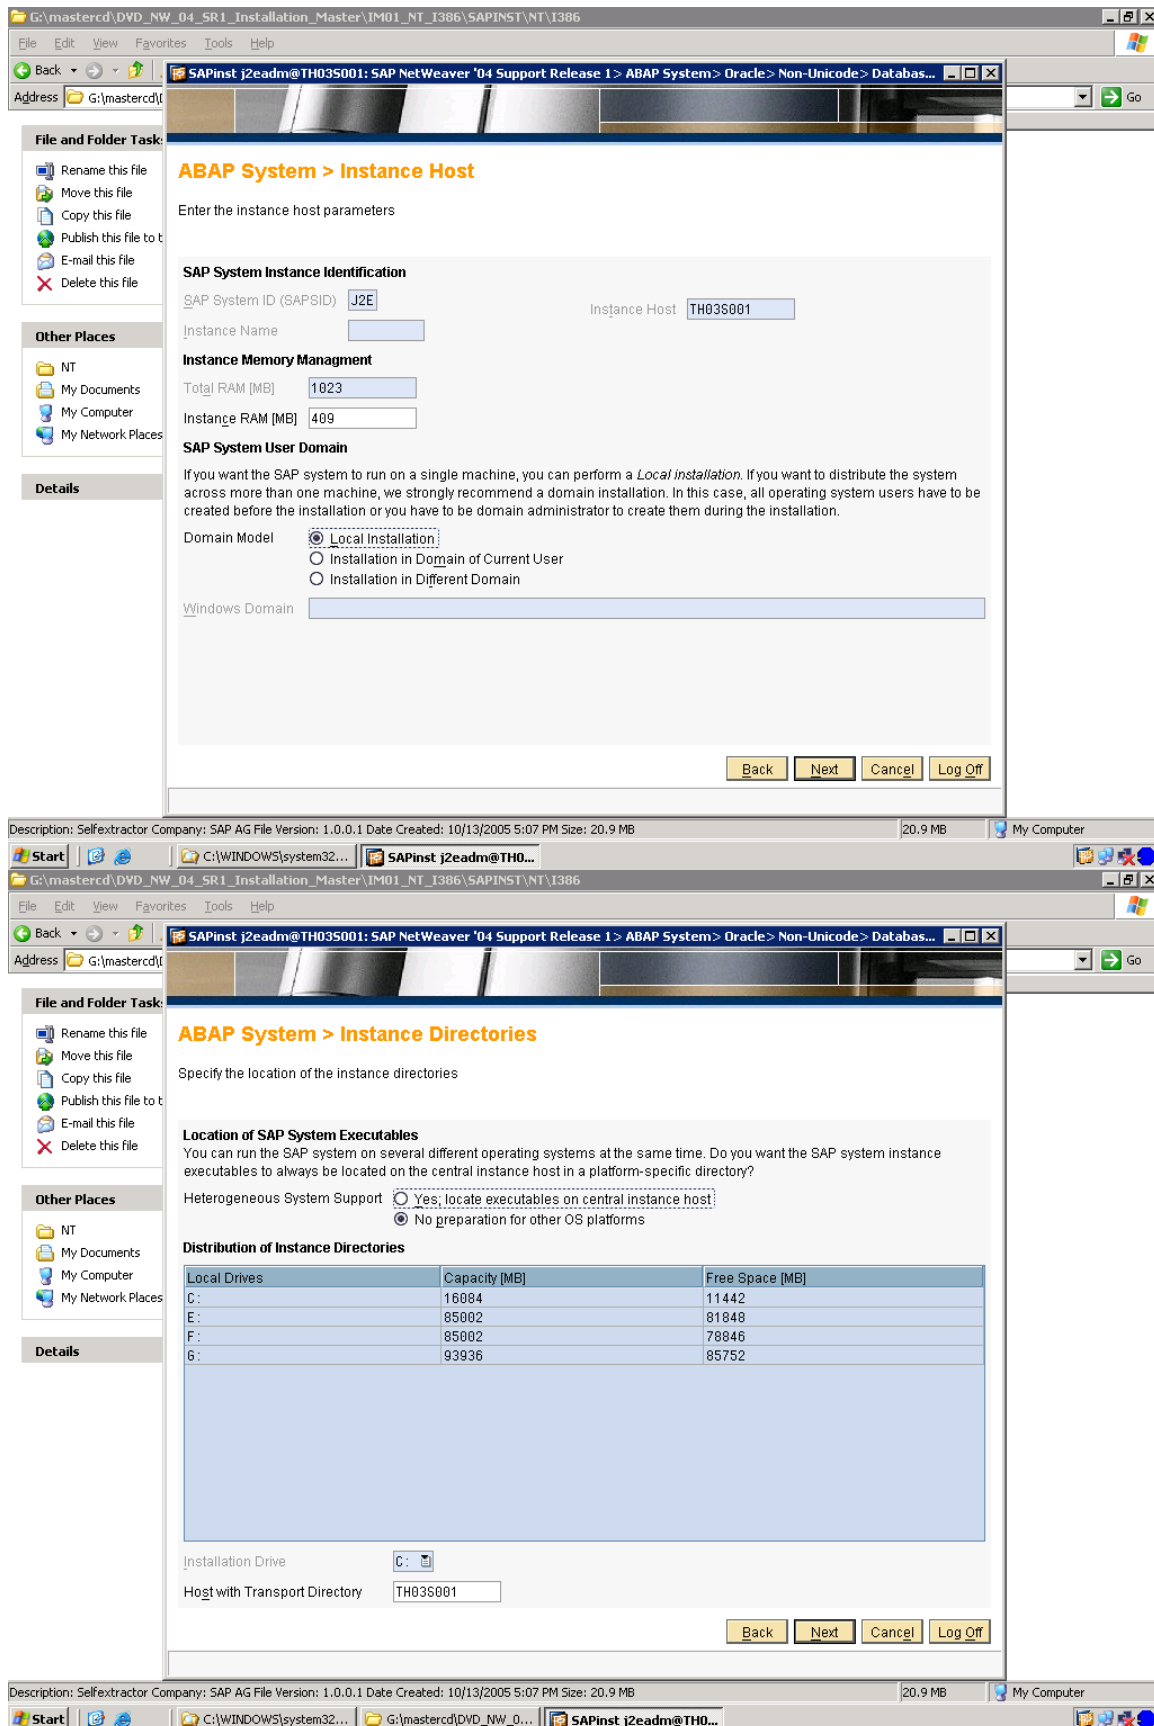 G:\mastercd\DVD_NW_04_SR1_Installation_Master\IM01_NT_I386\SAPINST\NT\I386
File Edit View Favorites Tools Help
Back
SAPinst j2eadm@TH03S001: SAP NetWeaver '04 Support Release 1> ABAP System> Oracle> Non-Unicode> Databas...
Address G:\mastercd\ Go
File and Folder Task
Rename this file
Move this file
Copy this file
Publish this file to t
E-mail this file
Delete this file
Other Places
NT
My Documents
My Computer
My Network Places
Details
ABAP System > Instance Host
Enter the instance host parameters
SAP System Instance Identification
SAP System ID (SAPSID) J2E
Instance Host TH03S001
Instance Name
Instance Memory Managment
Total RAM [MB] 1023
Instance RAM [MB] 409
SAP System User Domain
If you want the SAP system to run on a single machine, you can perform a Local installation. If you want to distribute the system
across more than one machine, we strongly recommend a domain installation. In this case, all operating system users have to be
created before the installation or you have to be domain administrator to create them during the installation.
Domain Model Local Installation
Installation in Domain of Current User
Installation in Different Domain
Windows Domain
Back Next Cancel Log Off
Description: Selfextractor Company: SAP AG File Version: 1.0.0.1 Date Created: 10/13/2005 5:07 PM Size: 20.9 MB 20.9 MB My Computer
Start C:\WINDOWS\system32... SAPinst j2eadm@TH0...
G:\mastercd\DVD_NW_04_SR1_Installation_Master\IM01_NT_I386\SAPINST\NT\I386
File Edit View Favorites Tools Help
Back
SAPinst j2eadm@TH03S001: SAP NetWeaver '04 Support Release 1> ABAP System> Oracle> Non-Unicode> Databas...
Address G:\mastercd\ Go
File and Folder Task
Rename this file
Move this file
Copy this file
Publish this file to t
E-mail this file
Delete this file
Other Places
NT
My Documents
My Computer
My Network Places
Details
ABAP System > Instance Directories
Specify the location of the instance directories
Location of SAP System Executables
You can run the SAP system on several different operating systems at the same time. Do you want the SAP system instance
executables to always be located on the central instance host in a platform-specific directory?
Heterogeneous System Support Yes; locate executables on central instance host
No preparation for other OS platforms
Distribution of Instance Directories
Local Drives Capacity [MB] Free Space [MB]
C: 16084 11442
E: 85002 81848
F: 85002 78846
G: 93936 85752
Installation Drive C:
Host with Transport Directory TH03S001
Back Next Cancel Log Off
Description: Selfextractor Company: SAP AG File Version: 1.0.0.1 Date Created: 10/13/2005 5:07 PM Size: 20.9 MB 20.9 MB My Computer
Start C:\WINDOWS\system32... G:\mastercd\DVD_NW_0... SAPinst j2eadm@TH0...